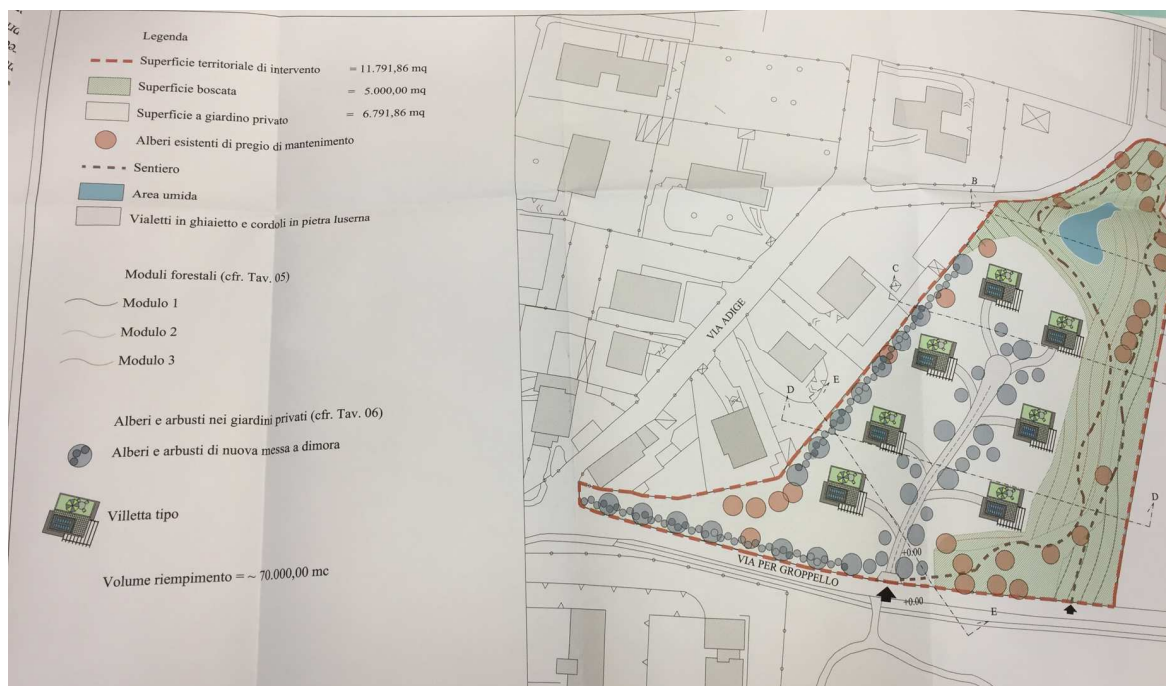 Legenda
Superficie territoriale di intervento = 11.791,86 mq
Superficie boscata = 5.000,00 mq
Superficie a giardino privato = 6.791,86 mq
Alberi esistenti di pregio di mantenimento
Sentiero
Area umida
Vialetti in ghiaietto e cordoli in pietra luserna
Moduli forestali (cfr. Tav. 05)
Modulo 1
Modulo 2
Modulo 3
Alberi e arbusti nei giardini privati (cfr. Tav. 06)
Alberi e arbusti di nuova messa a dimora
Villetta tipo
Volume riempimento = ~ 70.000,00 mc
B
C
VIA ADIGE
D
E
D
VIA PER GROPPELLO
+0.00
+0.00
E